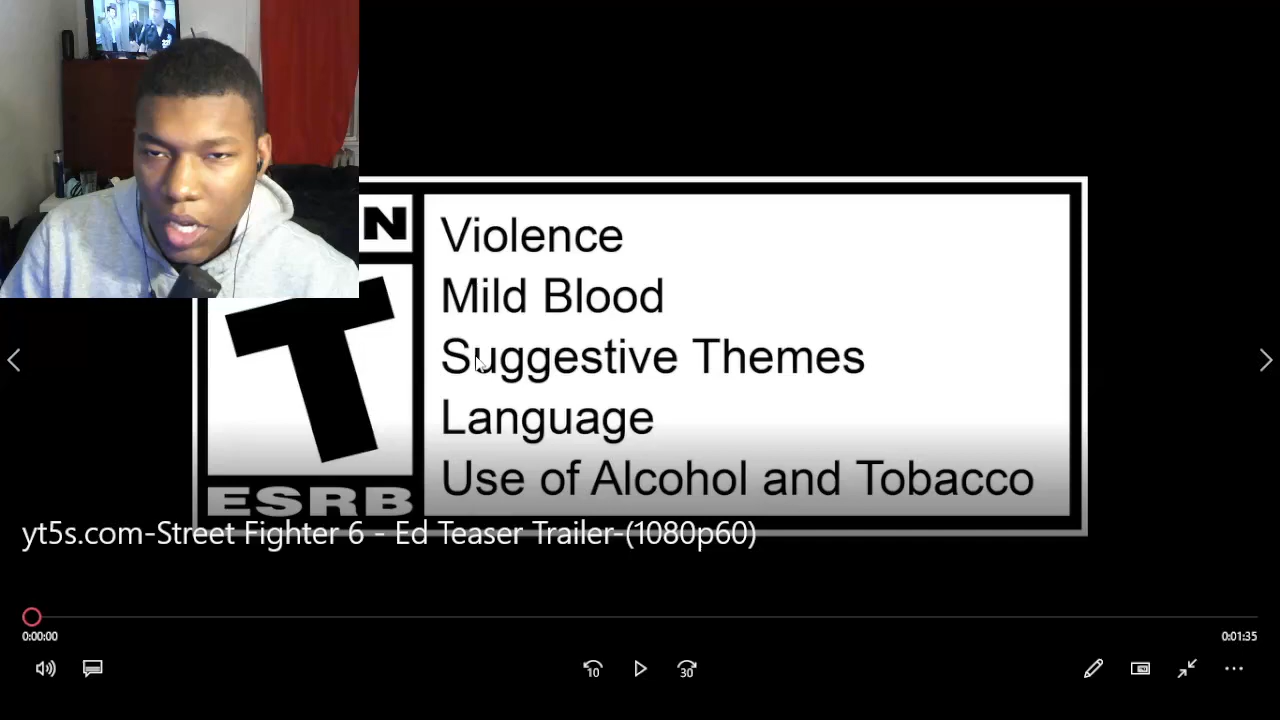 N
T
ESRB
Violence
Mild Blood
Suggestive Themes
Language
Use of Alcohol and Tobacco
yt5s.com-Street Fighter 6 - Ed Teaser Trailer-(1080p60)
0:00:00
0:01:35
10
30